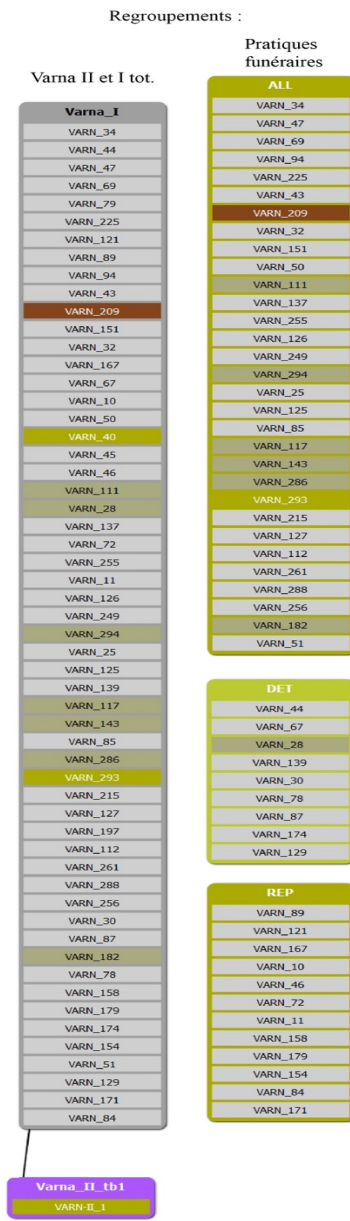 Regroupements :
Varna II et I tot.
Varna_I
VARN_34
VARN_44
VARN_47
VARN_69
VARN_79
VARN_225
VARN_121
VARN_89
VARN_94
VARN_43
VARN_209
VARN_151
VARN_32
VARN_167
VARN_67
VARN_10
VARN_50
VARN_40
VARN_45
VARN_46
VARN_111
VARN_28
VARN_137
VARN_72
VARN_255
VARN_11
VARN_126
VARN_249
VARN_294
VARN_25
VARN_125
VARN_139
VARN_117
VARN_143
VARN_85
VARN_286
VARN_293
VARN_215
VARN_127
VARN_197
VARN_112
VARN_261
VARN_288
VARN_256
VARN_30
VARN_87
VARN_182
VARN_78
VARN_158
VARN_179
VARN_174
VARN_154
VARN_51
VARN_129
VARN_171
VARN_84
Varna_II_tb1
VARN-II_1
Pratiques
funéraires
ALL
VARN_34
VARN_47
VARN_69
VARN_94
VARN_225
VARN_43
VARN_209
VARN_32
VARN_151
VARN_50
VARN_111
VARN_137
VARN_255
VARN_126
VARN_249
VARN_294
VARN_25
VARN_125
VARN_85
VARN_117
VARN_143
VARN_286
VARN_293
VARN_215
VARN_127
VARN_112
VARN_261
VARN_288
VARN_256
VARN_182
VARN_51
DET
VARN_44
VARN_67
VARN_28
VARN_139
VARN_30
VARN_78
VARN_87
VARN_174
VARN_129
REP
VARN_89
VARN_121
VARN_167
VARN_10
VARN_46
VARN_72
VARN_11
VARN_158
VARN_179
VARN_154
VARN_84
VARN_171